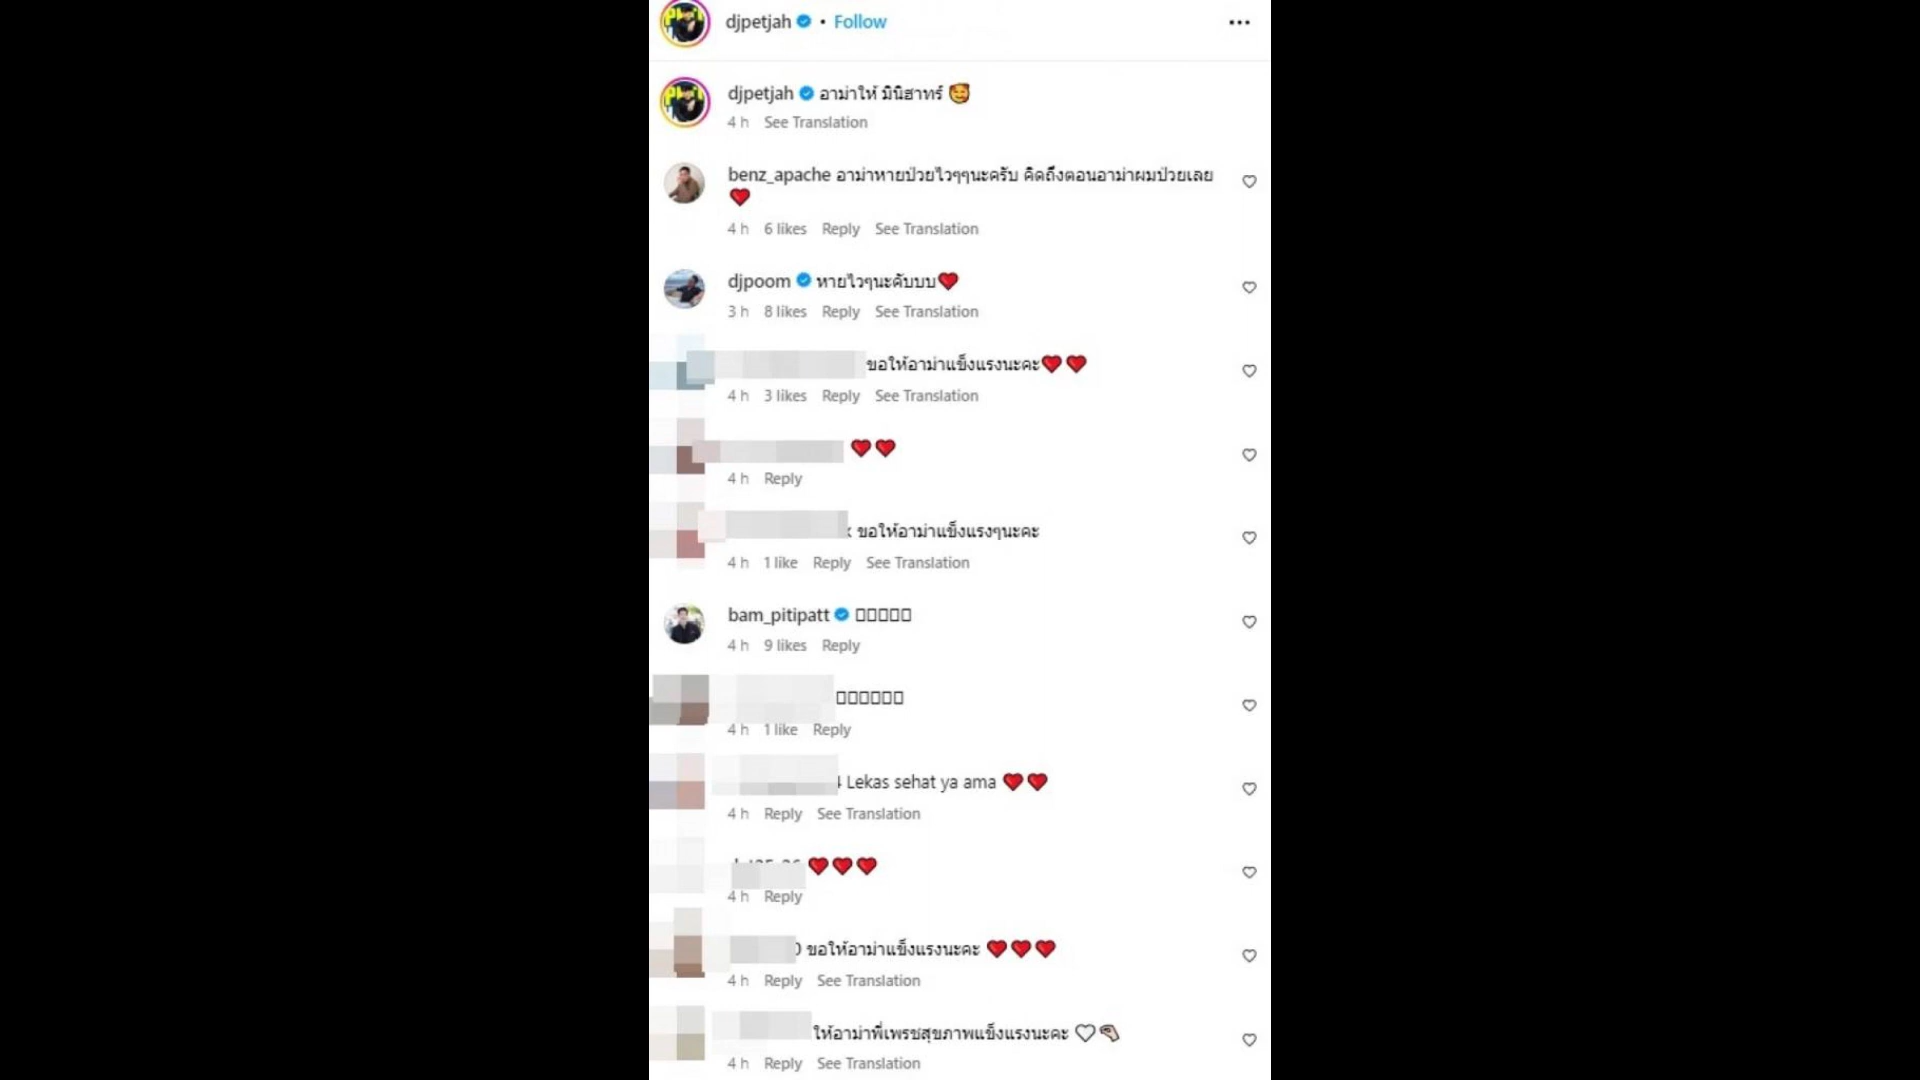 djpetjah • Follow
djpetjah อาม่าให้ มินิฮาทร์ 🥰
4 h See Translation
benz_apache อาม่าหายป่วยไวๆๆนะครับ คิดถึงตอนอาม่าผมป่วยเลย
❤️
4 h 6 likes Reply See Translation
djpoom หายไวๆนะคับบบ❤️
3 h 8 likes Reply See Translation
ขอให้อาม่าแข็งแรงนะคะ❤️❤️
4 h 3 likes Reply See Translation
❤️❤️
4 h Reply
ขอให้อาม่าแข็งแรงๆนะคะ
4 h 1 like Reply See Translation
bam_pitipatt
4 h 9 likes Reply
4 h 1 like Reply
Lekas sehat ya ama ❤️❤️
4 h Reply See Translation
❤️❤️❤️
4 h Reply
ขอให้อาม่าแข็งแรงนะคะ ❤️❤️❤️
4 h Reply See Translation
ให้อาม่าพี่เพรชสุขภาพแข็งแรงนะคะ 🤍
4 h Reply See Translation